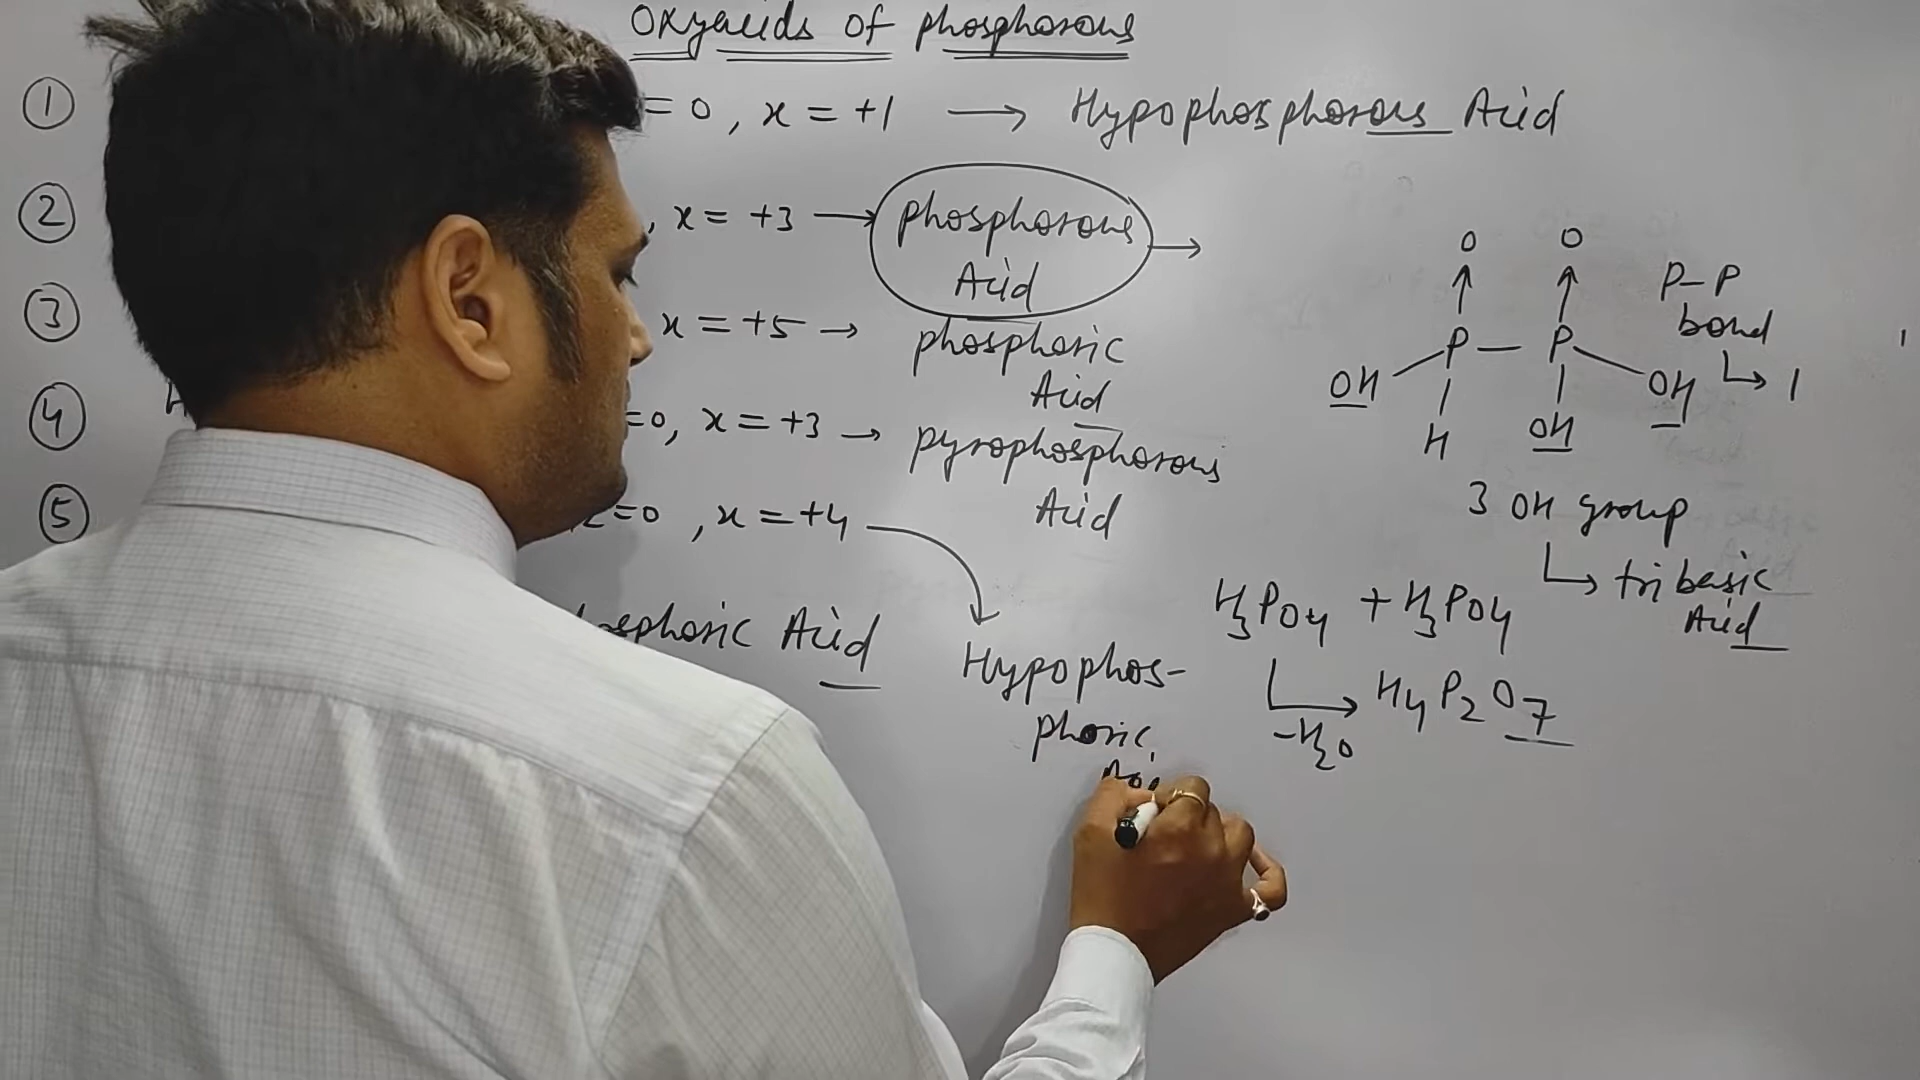 Oxyacids of phosphorous
① = 0, x = +1 → Hypophosphorous Acid
② , x = +3 → phosphorous
Acid
③ x = +5 → phosphoric
Acid
④ =0, x = +3 → pyrophosphorous
Acid
⑤ =0, x = +4
Hypophos-
phoric
phoric Acid
O O
P - P
bond
→ 1
OH P — P OH
H OH
3 OH group
→ tribasic
Acid
H3PO4 + H3PO4
→ H4P2O7
-H2O